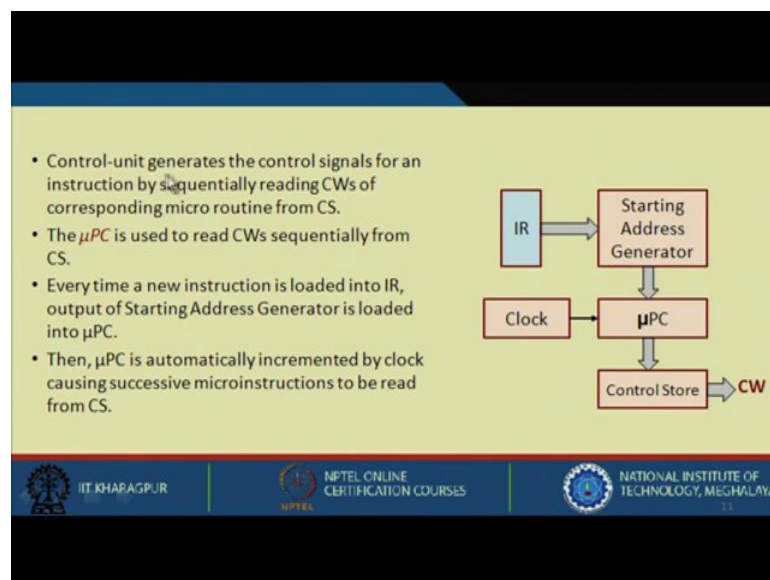 • Control-unit generates the control signals for an
instruction by sequentially reading CWs of
corresponding micro routine from CS.
• The µPC is used to read CWs sequentially from
CS.
• Every time a new instruction is loaded into IR,
output of Starting Address Generator is loaded
into µPC.
• Then, µPC is automatically incremented by clock
causing successive microinstructions to be read
from CS.
IR
Starting
Address
Generator
Clock
µPC
Control Store
CW
IIT KHARAGPUR
NPTEL
NPTEL ONLINE
CERTIFICATION COURSES
NATIONAL INSTITUTE OF
TECHNOLOGY, MEGHALAYA
11